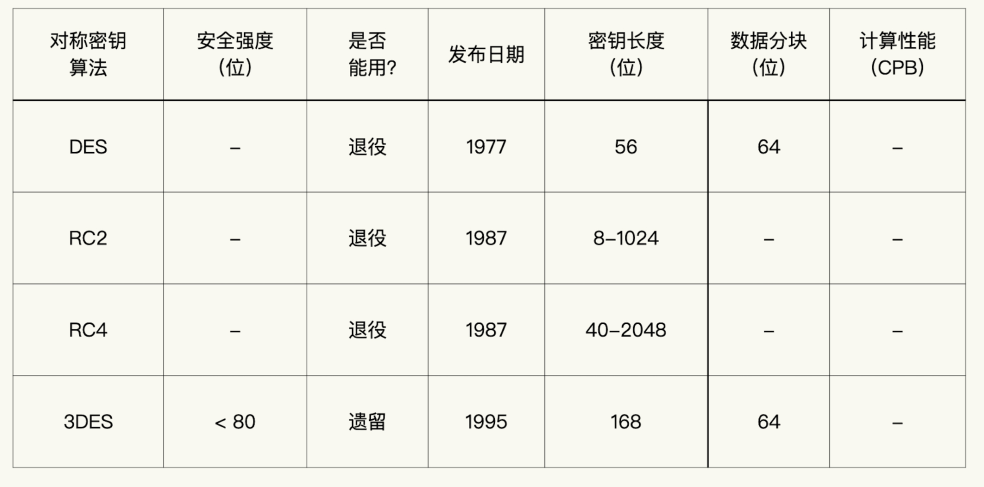 对称密钥 安全强度 是否 发布日期 密钥长度 数据分块 计算性能
算法 （位） 能用？ （位） （位） （CPB）
DES – 退役 1977 56 64 –
RC2 – 退役 1987 8–1024 – –
RC4 – 退役 1987 40–2048 – –
3DES < 80 遗留 1995 168 64 –